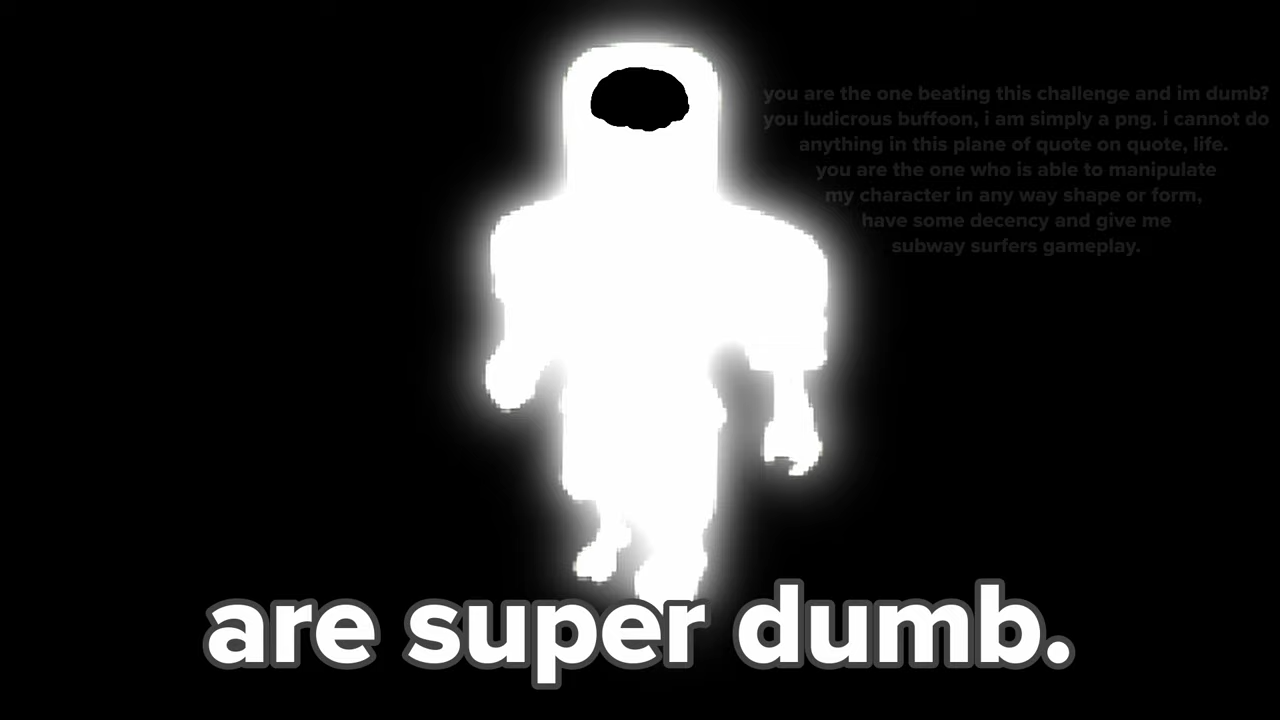 you are the one beating this challenge and im dumb?
you ludicrous buffoon, i am simply a png. i cannot do
anything in this plane of quote on quote, life.
you are the one who is able to manipulate
my character in any way shape or form,
have some decency and give me
subway surfers gameplay.
are super dumb.